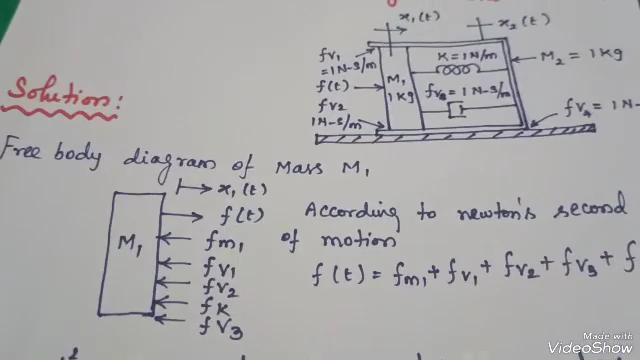 x₁(t)
x₂(t)
fv₁
= 1N-S/m
K = 1N/m
M₂ = 1Kg
f(t)
M₁
1Kg
fv₃ = 1N-S/m
fv₂
1N-S/m
fv₄ = 1N-
Solution:
Free body diagram of Mass M₁
x₁(t)
f(t)
M₁
fm₁
fv₁
fv₂
fK
fv₃
According to newton's second
of motion
f(t) = fm₁ + fv₁ + fv₂ + fv₃ + f
Made with
VideoShow